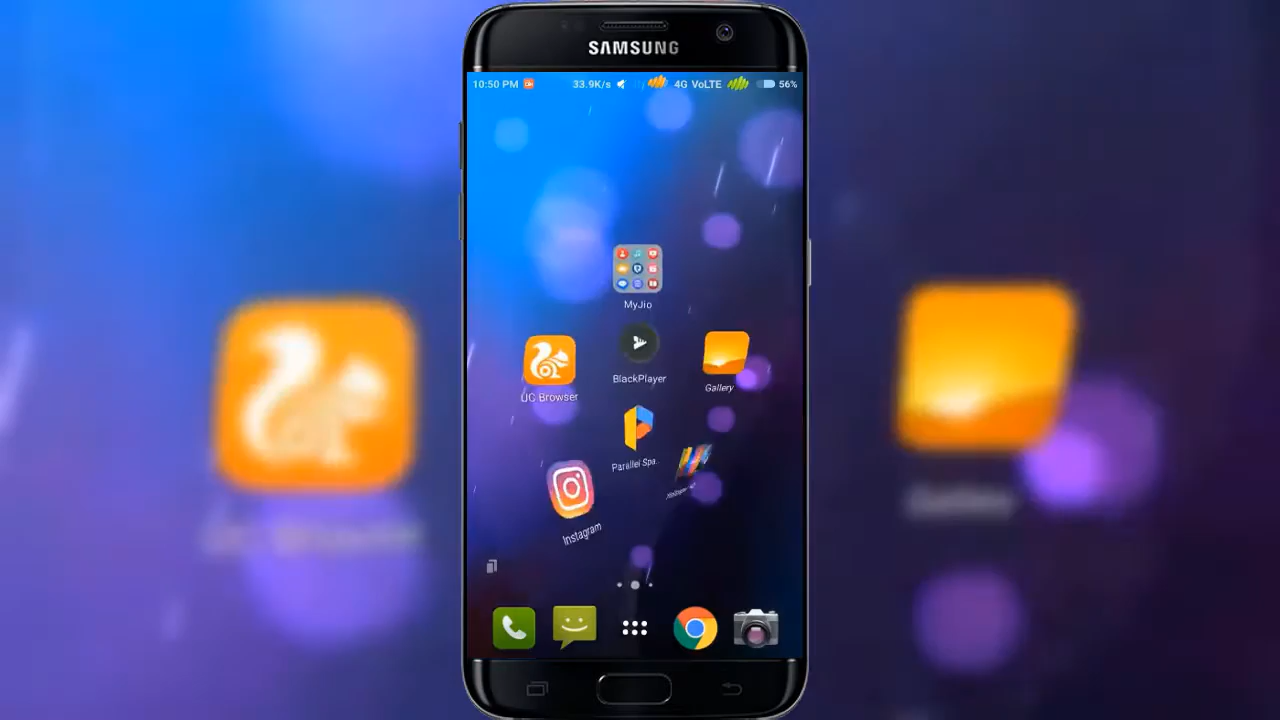 SAMSUNG
10:50 PM 33.9K/s 4G VoLTE 56%
MyJio
BlackPlayer
UC Browser
Gallery
Parallel Spa..
Instagram